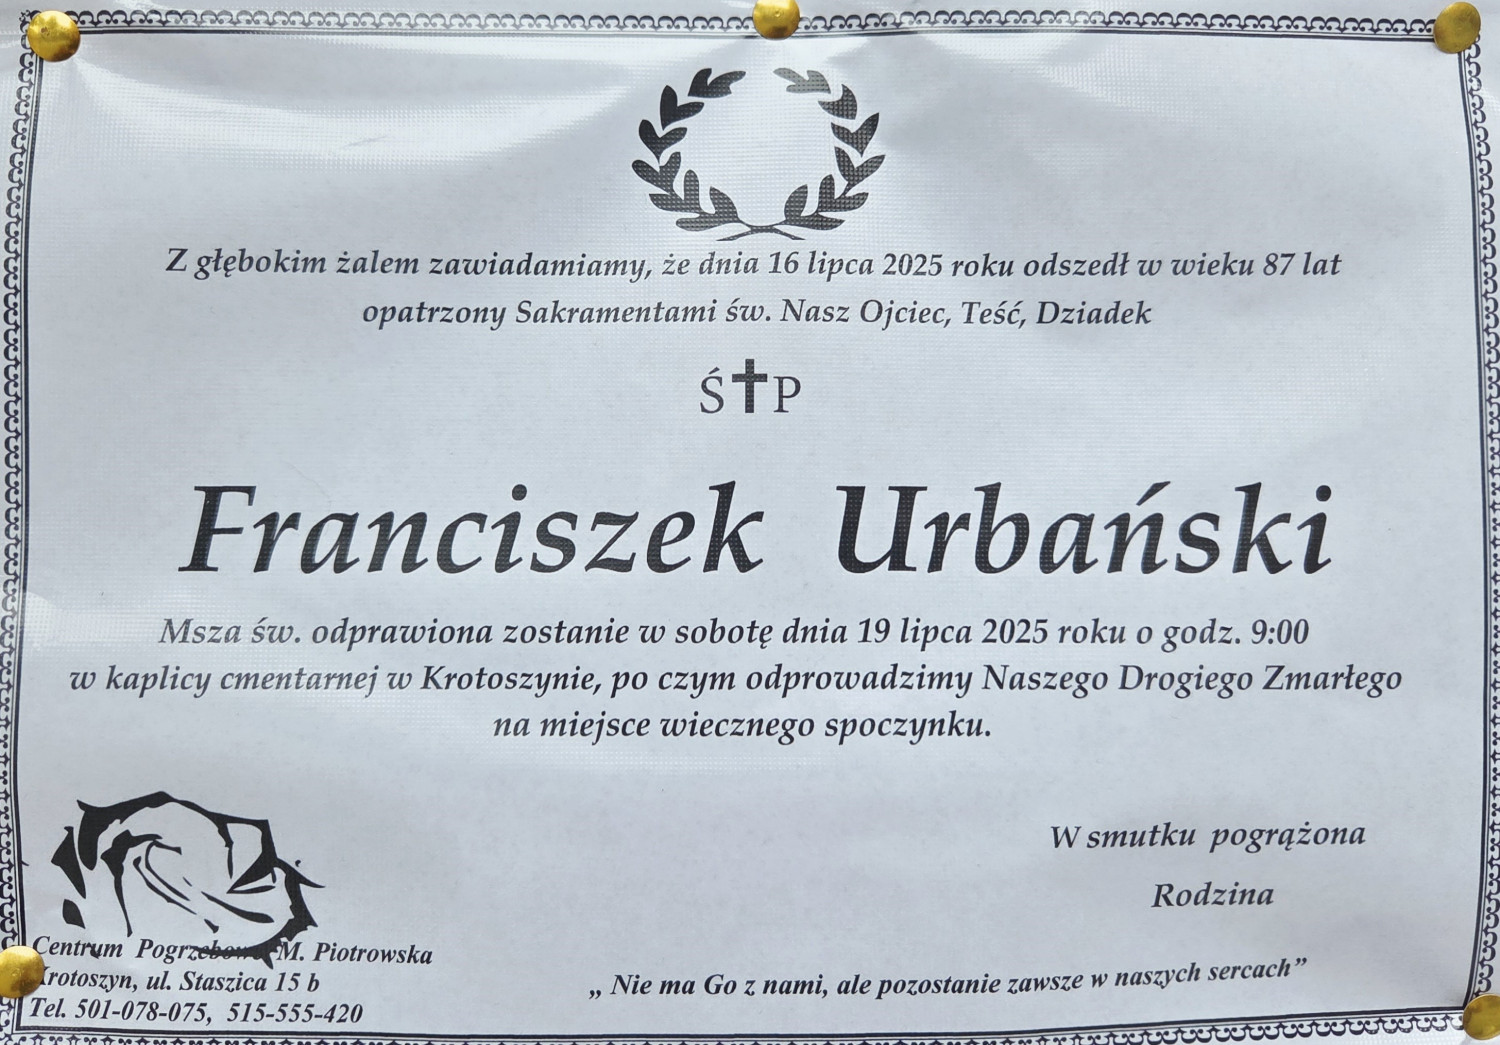 Z głębokim żalem zawiadamiamy, że dnia 16 lipca 2025 roku odszedł w wieku 87 lat
opatrzony Sakramentami św. Nasz Ojciec, Teść, Dziadek
Ś✝P
Franciszek Urbański
Msza św. odprawiona zostanie w sobotę dnia 19 lipca 2025 roku o godz. 9:00
w kaplicy cmentarnej w Krotoszynie, po czym odprowadzimy Naszego Drogiego Zmarłego
na miejsce wiecznego spoczynku.
W smutku pogrążona
Rodzina
Centrum Pogrzebowe M. Piotrowska
Krotoszyn, ul. Staszica 15 b
Tel. 501-078-075, 515-555-420
„ Nie ma Go z nami, ale pozostanie zawsze w naszych sercach”